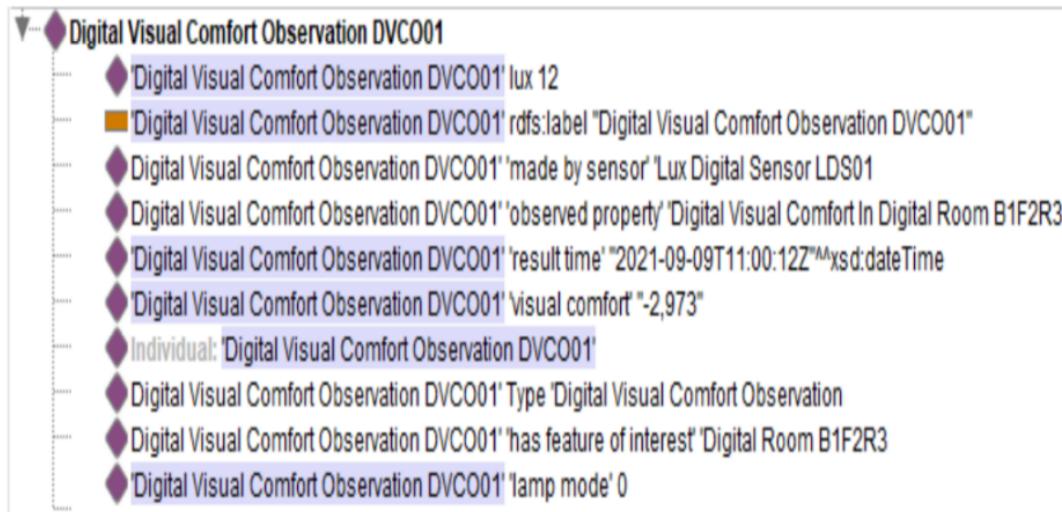 Digital Visual Comfort Observation DVCO01
'Digital Visual Comfort Observation DVCO01' lux 12
'Digital Visual Comfort Observation DVCO01' rdfs:label "Digital Visual Comfort Observation DVCO01"
Digital Visual Comfort Observation DVCO01' 'made by sensor' 'Lux Digital Sensor LDS01
Digital Visual Comfort Observation DVCO01' 'observed property' 'Digital Visual Comfort In Digital Room B1F2R3
'Digital Visual Comfort Observation DVCO01' 'result time' "2021-09-09T11:00:12Z"^^xsd:dateTime
'Digital Visual Comfort Observation DVCO01' 'visual comfort' "-2,973"
Individual: 'Digital Visual Comfort Observation DVCO01'
Digital Visual Comfort Observation DVCO01' Type 'Digital Visual Comfort Observation
Digital Visual Comfort Observation DVCO01' 'has feature of interest' 'Digital Room B1F2R3
'Digital Visual Comfort Observation DVCO01' 'lamp mode' 0